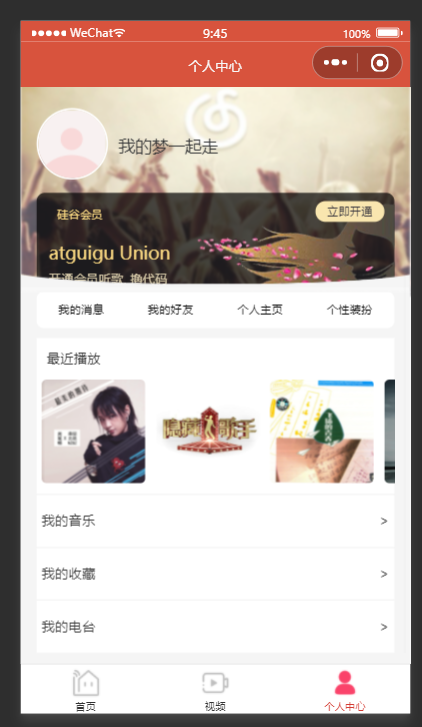 WeChat 9:45 100%
个人中心
我的梦一起走
硅谷会员 立即开通
atguigu Union
开通会员听歌, 撸代码
我的消息 我的好友 个人主页 个性装扮
最近播放
隐藏歌手
我的音乐 >
我的收藏 >
我的电台 >
首页 视频 个人中心